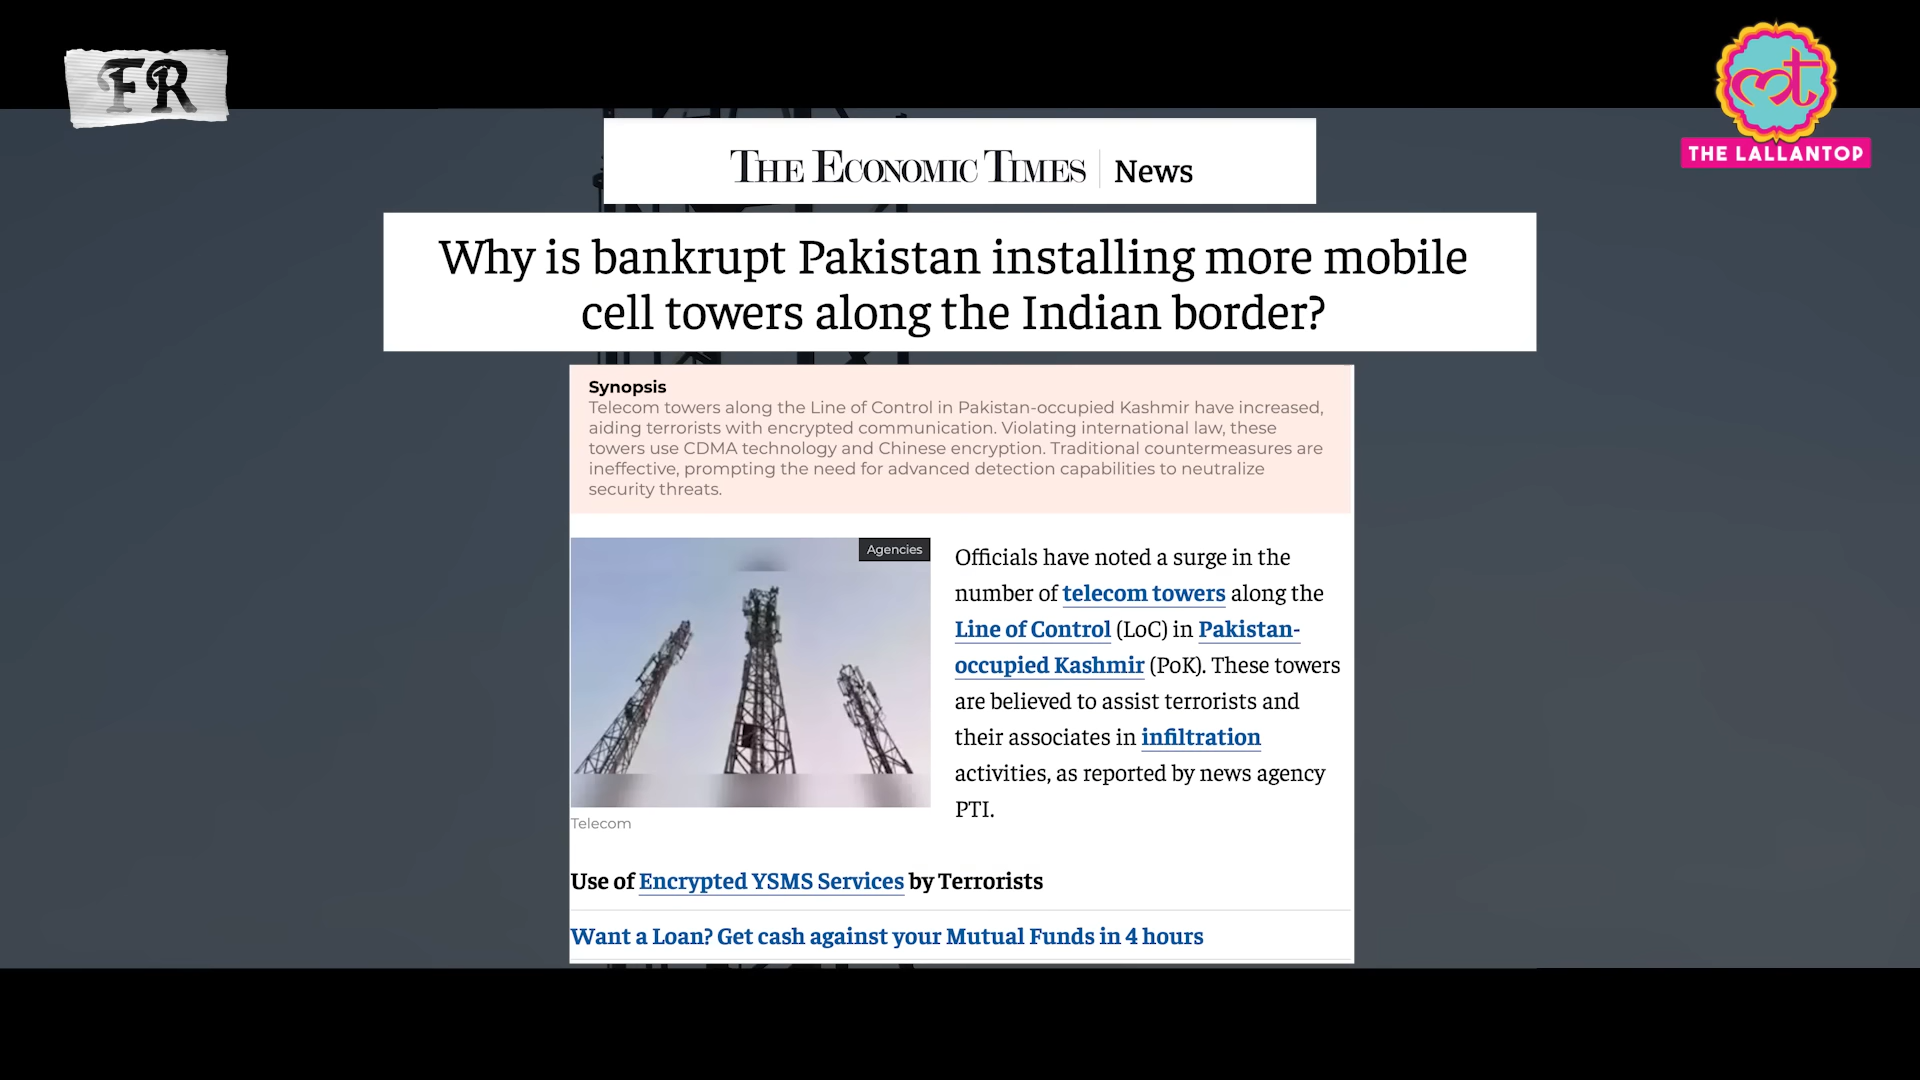 FR
THE LALLANTOP
THE ECONOMIC TIMES | News
Why is bankrupt Pakistan installing more mobile
cell towers along the Indian border?
Synopsis
Telecom towers along the Line of Control in Pakistan-occupied Kashmir have increased,
aiding terrorists with encrypted communication. Violating international law, these
towers use CDMA technology and Chinese encryption. Traditional countermeasures are
ineffective, prompting the need for advanced detection capabilities to neutralize
security threats.
Agencies
Telecom
Officials have noted a surge in the
number of telecom towers along the
Line of Control (LoC) in Pakistan-
occupied Kashmir (PoK). These towers
are believed to assist terrorists and
their associates in infiltration
activities, as reported by news agency
PTI.
Use of Encrypted YSMS Services by Terrorists
Want a Loan? Get cash against your Mutual Funds in 4 hours